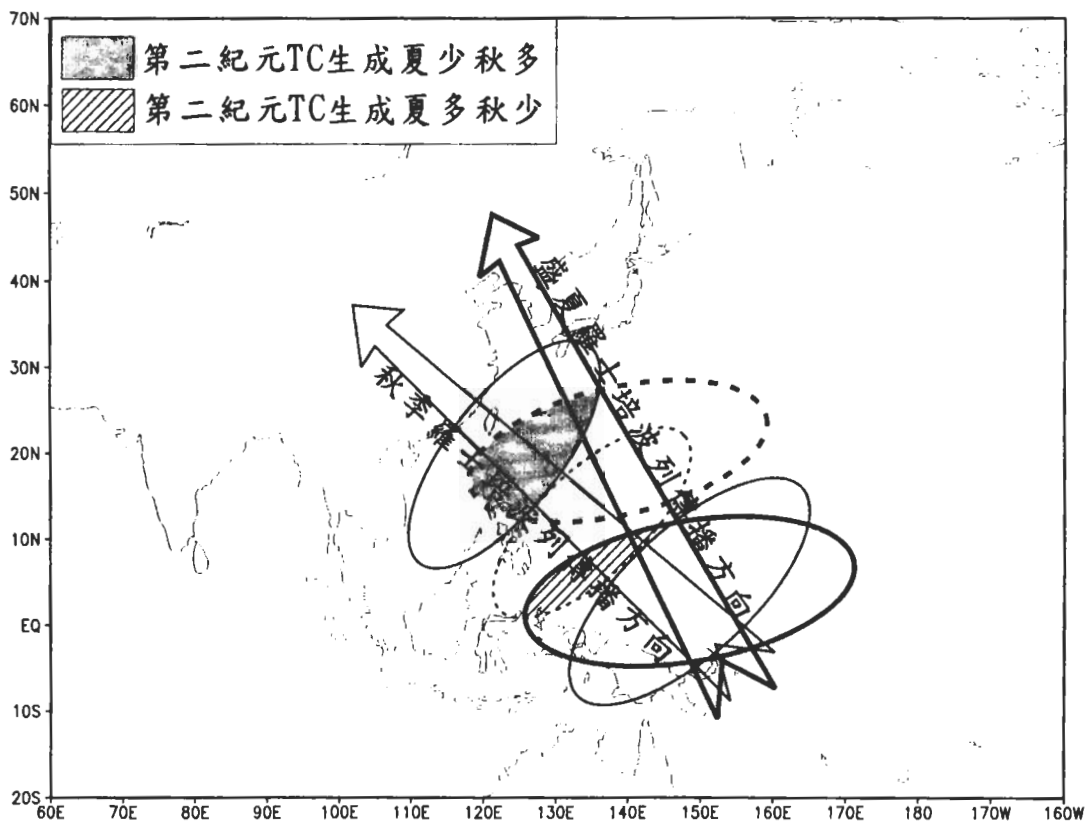 70N
60N
50N
40N
30N
20N
10N
EQ
10S
20S
第二紀元TC生成夏少秋多
第二紀元TC生成夏多秋少
盛夏羅士培波列傳播方向
秋季羅士培波列傳播方向
60E 70E 80E 90E 100E 110E 120E 130E 140E 150E 160E 170E 180 170W 160W